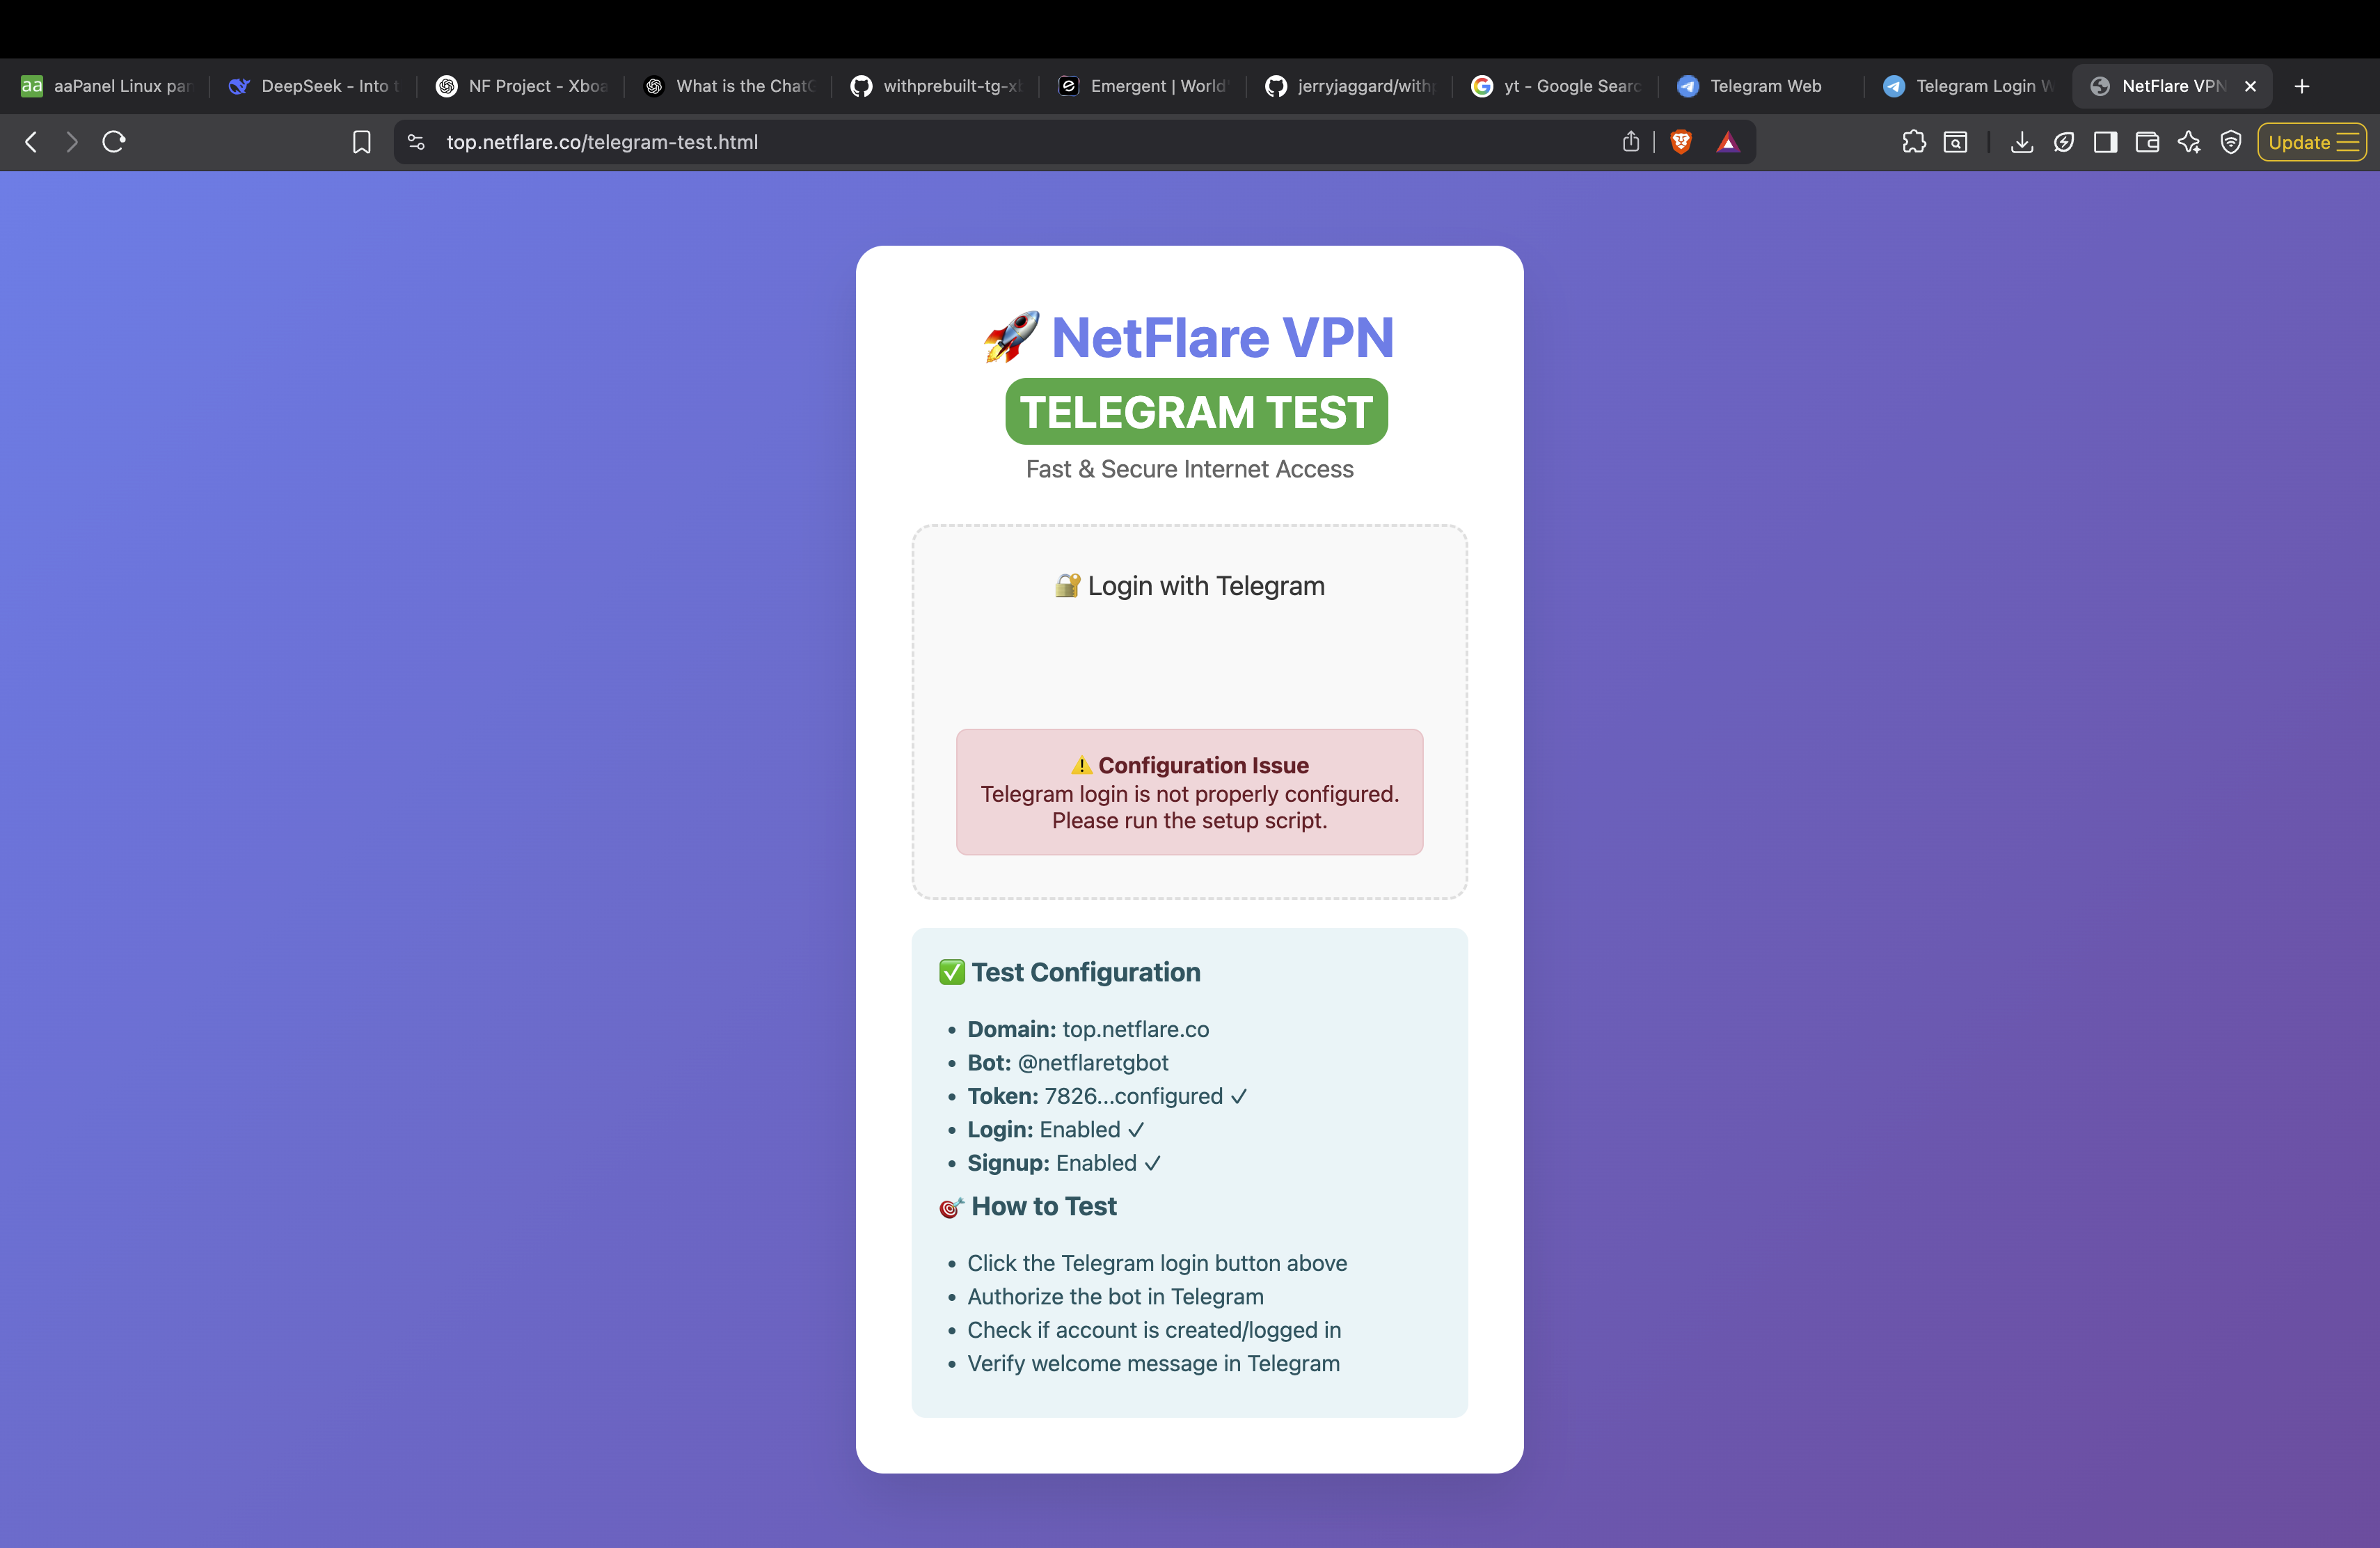 aa
aaPanel Linux pan
DeepSeek - Into t
NF Project - Xboa
What is the ChatG
withprebuilt-tg-xb
Emergent | World
jerryjaggard/withp
yt - Google Searc
Telegram Web
Telegram Login W
NetFlare VPN
top.netflare.co/telegram-test.html
Update
🚀 NetFlare VPN
TELEGRAM TEST
Fast & Secure Internet Access
🔐 Login with Telegram
⚠️ Configuration Issue
Telegram login is not properly configured.
Please run the setup script.
✅ Test Configuration
• Domain: top.netflare.co
• Bot: @netflaretgbot
• Token: 7826...configured ✓
• Login: Enabled ✓
• Signup: Enabled ✓
🎯 How to Test
• Click the Telegram login button above
• Authorize the bot in Telegram
• Check if account is created/logged in
• Verify welcome message in Telegram